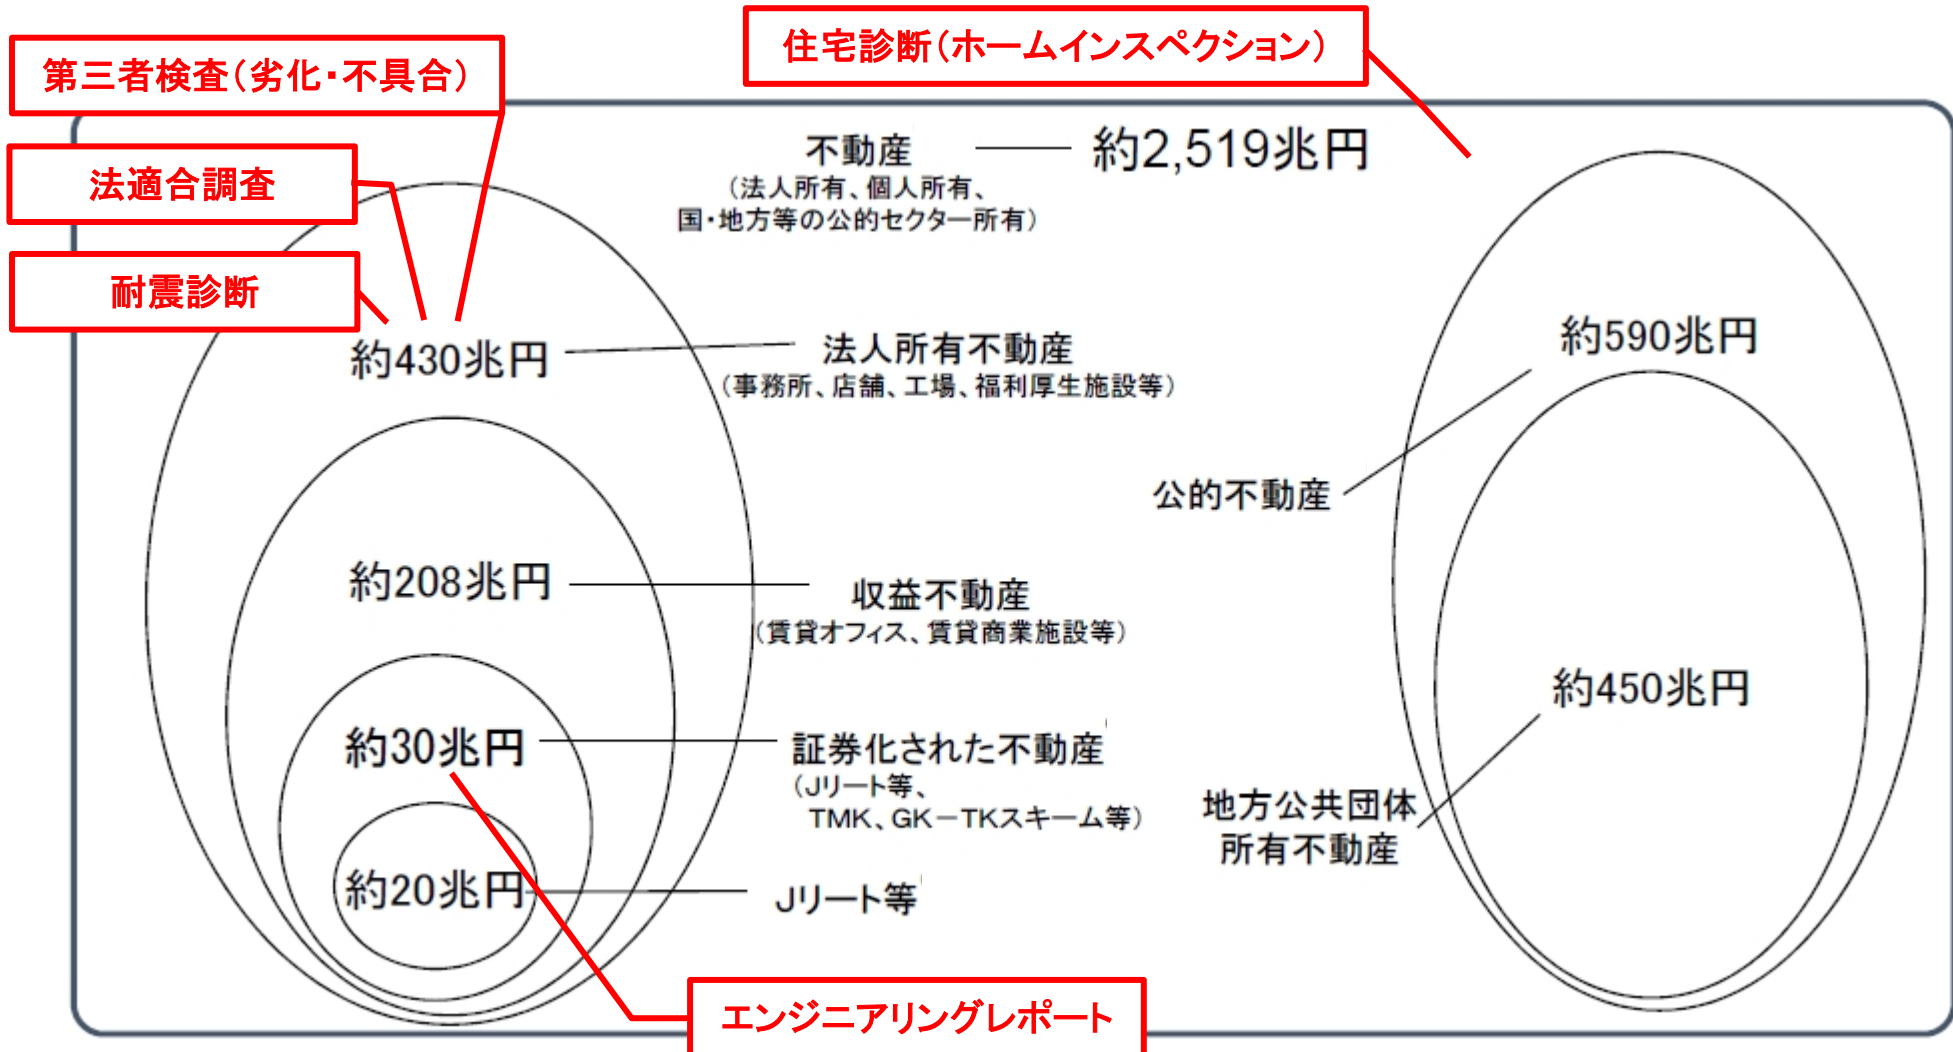 住宅診断（ホームインスペクション）
第三者検査（劣化・不具合）
法適合調査
耐震診断
不動産
約2,519兆円
（法人所有、個人所有、
国・地方等の公的セクター所有）
約430兆円
法人所有不動産
（事務所、店舗、工場、福利厚生施設等）
約590兆円
公的不動産
約208兆円
収益不動産
（賃貸オフィス、賃貸商業施設等）
約450兆円
約30兆円
証券化された不動産
（Jリート等、
TMK、GK－TKスキーム等）
地方公共団体
所有不動産
約20兆円
Jリート等
エンジニアリングレポート